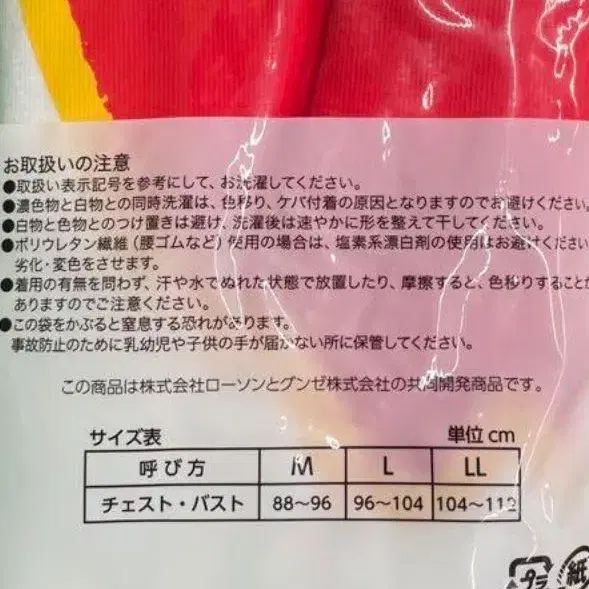 お取扱いの注意
●取扱い表示記号を参考にして、お洗濯してください。
●濃色物と白物との同時洗濯は、色移り、ケバ付着の原因となりますのでお避けください。
●白物と色物とのつけ置きは避け、洗濯後は速やかに形を整えて干してください。
●ポリウレタン繊維(腰ゴムなど)使用の場合は、塩素系漂白剤の使用はお避けください
劣化・変色をさせます。
●着用の有無を問わず、汗や水でぬれた状態で放置したり、摩擦すると、色移りすることが
ありますのでご注意ください。
●この袋をかぶると窒息する恐れがあります。
事故防止のために乳幼児や子供の手が届かない所に保管してください。
この商品は株式会社ローソンとグンゼ株式会社の共同開発商品です。
サイズ表 単位cm
呼び方 M L LL
チェスト・バスト 88〜96 96〜104 104〜112
プラ 紙